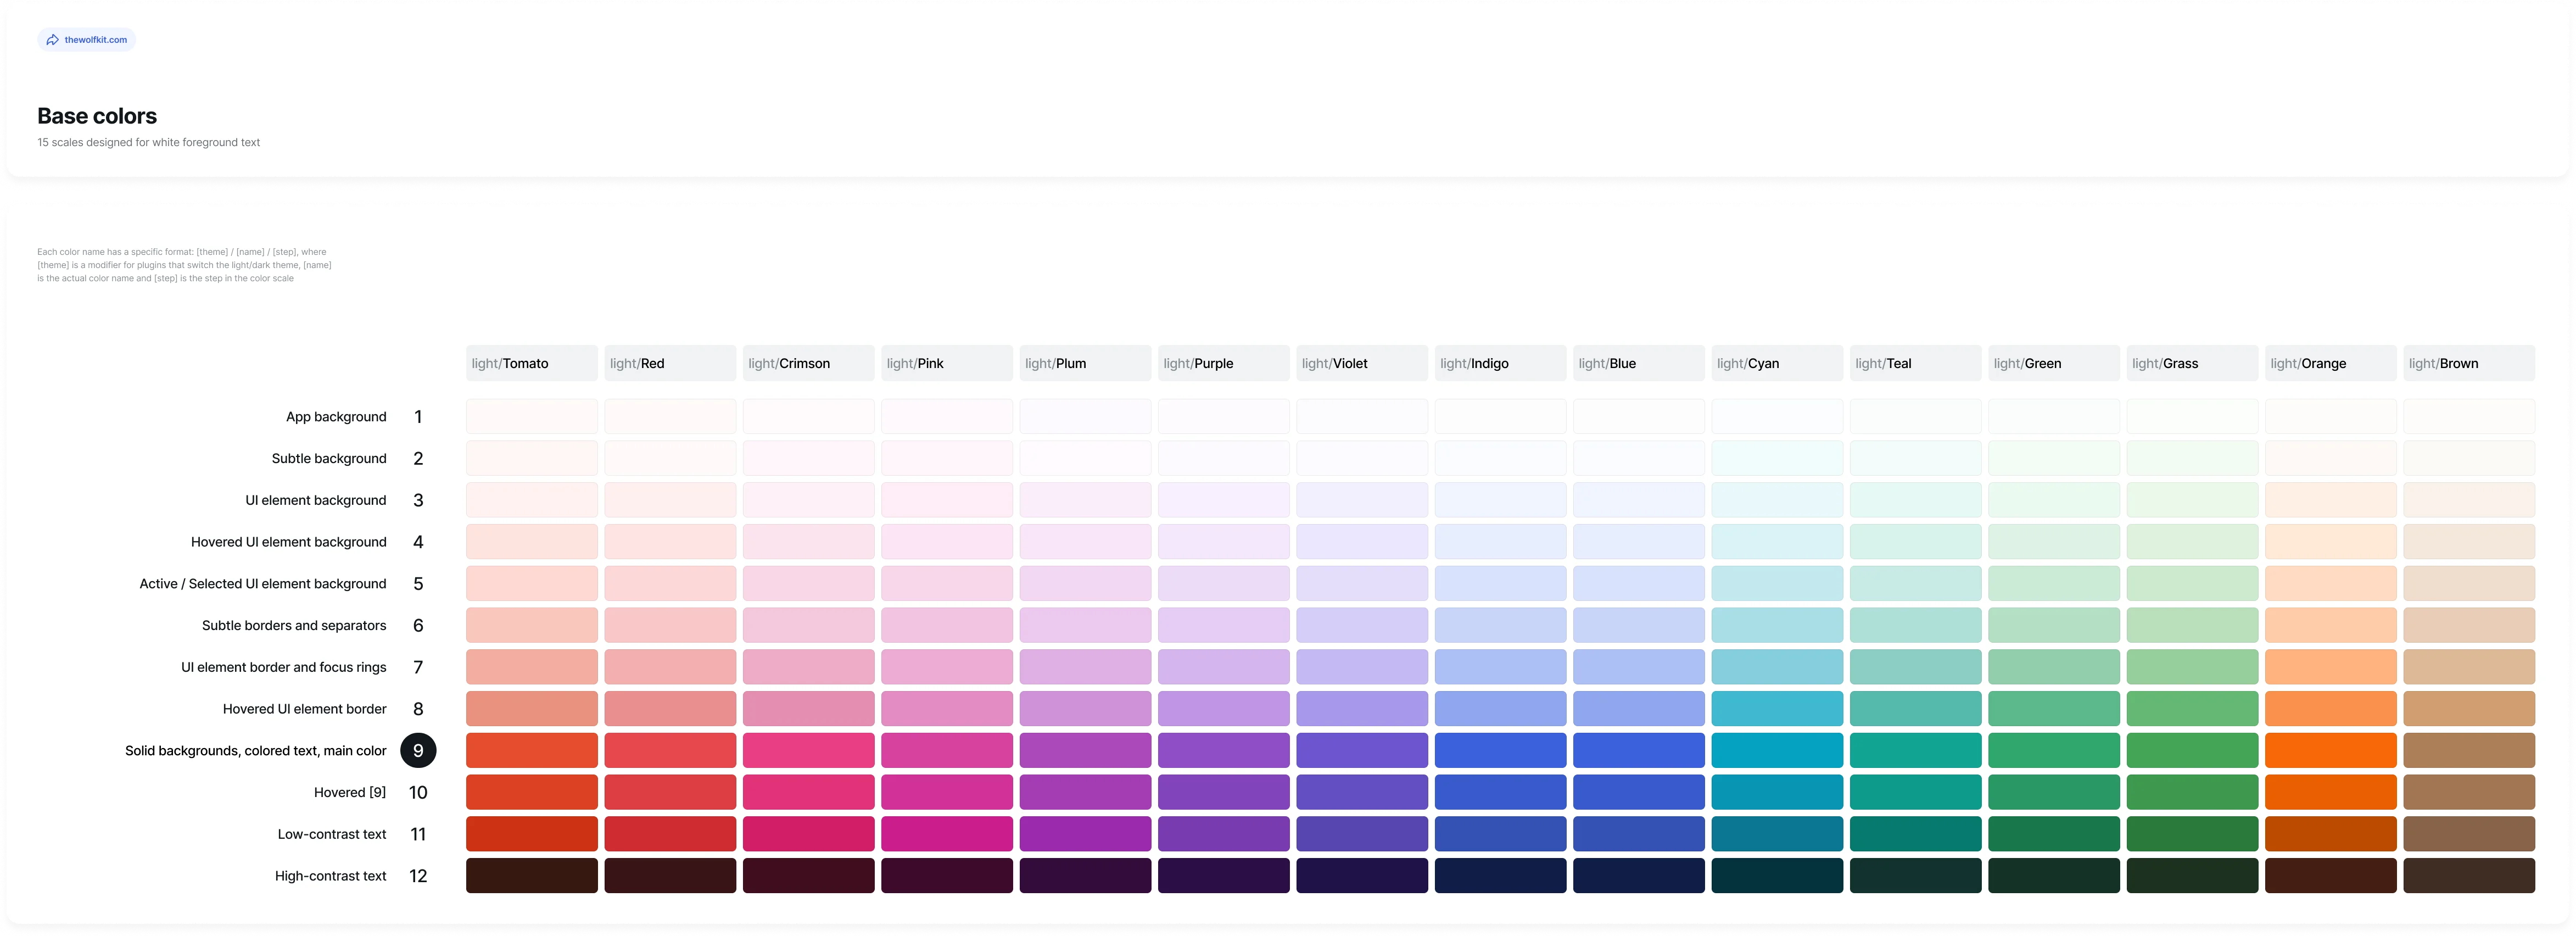 thewolfkit.com
Base colors
15 scales designed for white foreground text
Each color name has a specific format: [theme] / [name] / [step], where
[theme] is a modifier for plugins that switch the light/dark theme, [name]
is the actual color name and [step] is the step in the color scale
light/Tomato light/Red light/Crimson light/Pink light/Plum light/Purple light/Violet light/Indigo light/Blue light/Cyan light/Teal light/Green light/Grass light/Orange light/Brown
App background 1
Subtle background 2
UI element background 3
Hovered UI element background 4
Active / Selected UI element background 5
Subtle borders and separators 6
UI element border and focus rings 7
Hovered UI element border 8
Solid backgrounds, colored text, main color 9
Hovered [9] 10
Low-contrast text 11
High-contrast text 12